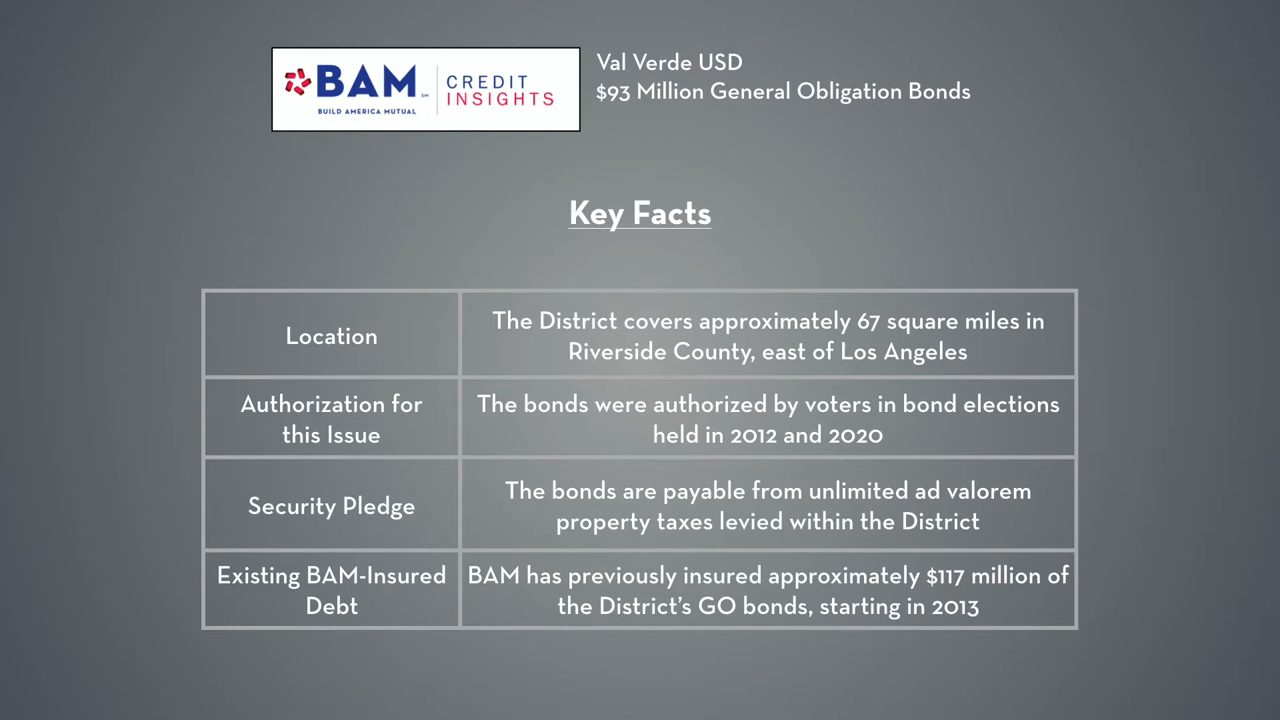 BAM SM
BUILD AMERICA MUTUAL
CREDIT
INSIGHTS
Val Verde USD
$93 Million General Obligation Bonds
Key Facts
Location
The District covers approximately 67 square miles in
Riverside County, east of Los Angeles
Authorization for
this Issue
The bonds were authorized by voters in bond elections
held in 2012 and 2020
Security Pledge
The bonds are payable from unlimited ad valorem
property taxes levied within the District
Existing BAM-Insured
Debt
BAM has previously insured approximately $117 million of
the District's GO bonds, starting in 2013